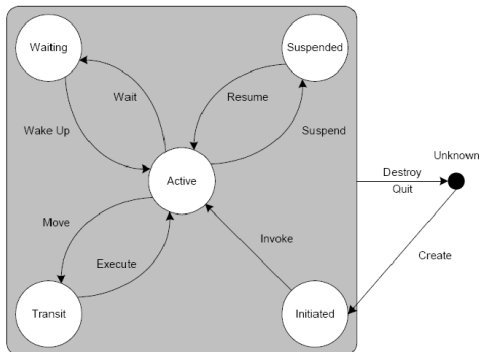 Waiting
Suspended
Wait
Resume
Wake Up
Suspend
Unknown
Destroy
Active
Quit
Move
Invoke
Create
Execute
Transit
Initiated